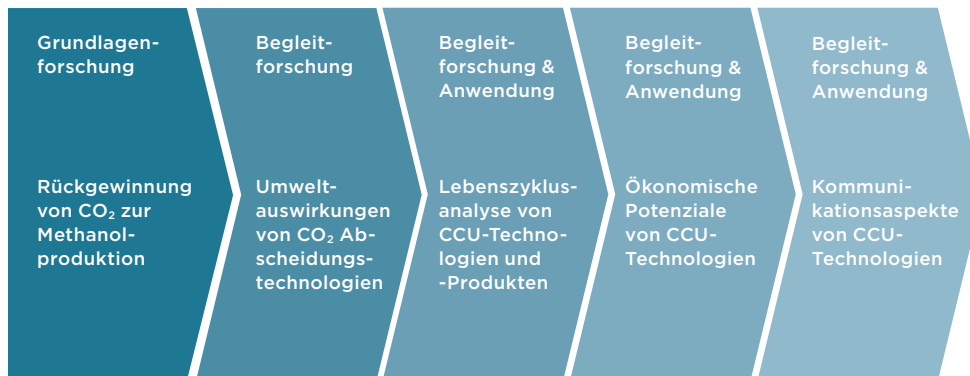 Grundlagen-
forschung
Rückgewinnung
von CO₂ zur
Methanol-
produktion
Begleit-
forschung
Umwelt-
auswirkungen
von CO₂ Ab-
scheidungs-
technologien
Begleit-
forschung &
Anwendung
Lebenszyklus-
analyse von
CCU-Techno-
logien und
-Produkten
Begleit-
forschung &
Anwendung
Ökonomische
Potenziale
von CCU-
Technologien
Begleit-
forschung &
Anwendung
Kommuni-
kationsaspekte
von CCU-
Technologien